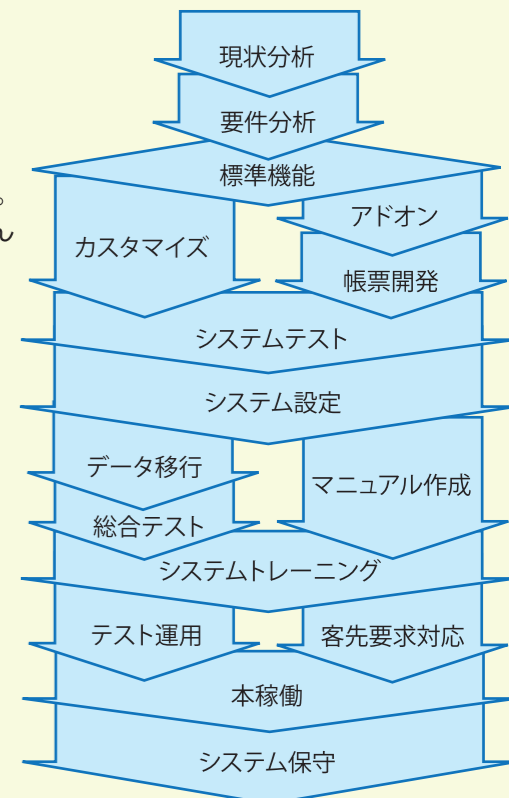 現状分析
要件分析
標準機能
。
ん
アドオン
カスタマイズ
帳票開発
システムテスト
システム設定
データ移行
マニュアル作成
総合テスト
システムトレーニング
テスト運用
客先要求対応
本稼働
システム保守